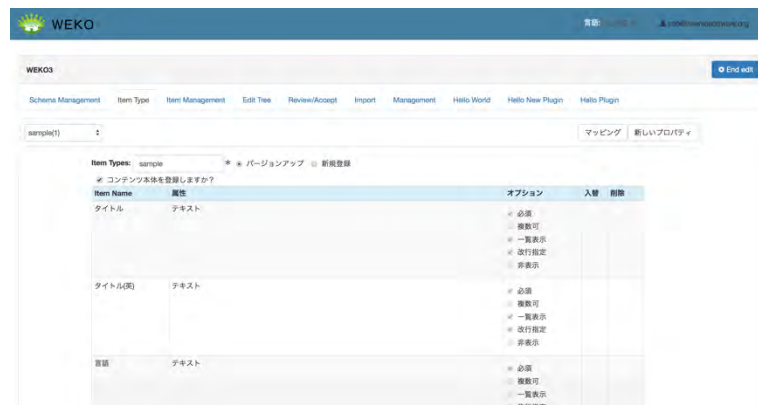 WEKO
言語:
WEKO3
End edit
Schema Management Item Type Item Management Edit Tree Review/Accept Import Management Hello World Hello New Plugin Hello Plugin
sample(1) マッピング 新しいプロパティ
Item Types: sample * バージョンアップ 新規登録
コンテンツ本体を登録しますか?
Item Name 属性 オプション 入替 削除
タイトル テキスト
必須
複数可
一覧表示
改行指定
非表示
タイトル(英) テキスト
必須
複数可
一覧表示
改行指定
非表示
言語 テキスト
必須
複数可
一覧表示